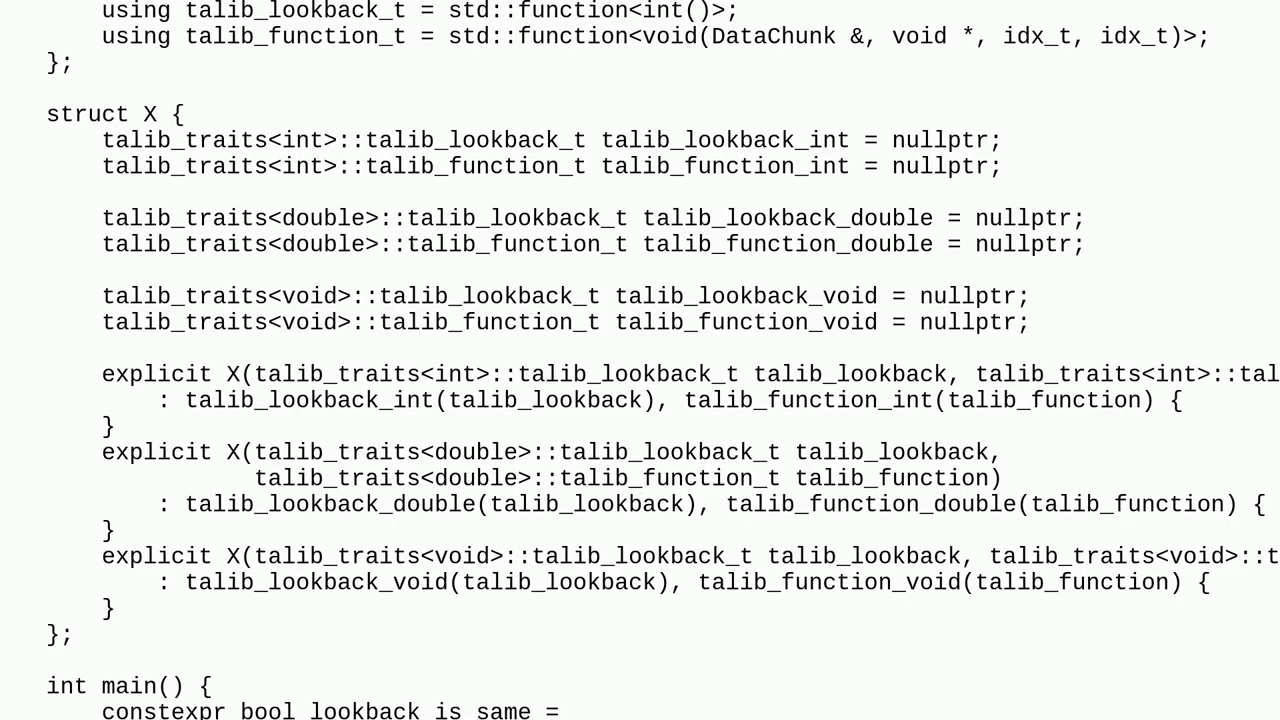 using talib_lookback_t = std::function<int()>;
using talib_function_t = std::function<void(DataChunk &, void *, idx_t, idx_t)>;
};
struct X {
talib_traits<int>::talib_lookback_t talib_lookback_int = nullptr;
talib_traits<int>::talib_function_t talib_function_int = nullptr;
talib_traits<double>::talib_lookback_t talib_lookback_double = nullptr;
talib_traits<double>::talib_function_t talib_function_double = nullptr;
talib_traits<void>::talib_lookback_t talib_lookback_void = nullptr;
talib_traits<void>::talib_function_t talib_function_void = nullptr;
explicit X(talib_traits<int>::talib_lookback_t talib_lookback, talib_traits<int>::tal
: talib_lookback_int(talib_lookback), talib_function_int(talib_function) {
}
explicit X(talib_traits<double>::talib_lookback_t talib_lookback,
talib_traits<double>::talib_function_t talib_function)
: talib_lookback_double(talib_lookback), talib_function_double(talib_function) {
}
explicit X(talib_traits<void>::talib_lookback_t talib_lookback, talib_traits<void>::t
: talib_lookback_void(talib_lookback), talib_function_void(talib_function) {
}
};
int main() {
constexpr bool lookback_is_same =